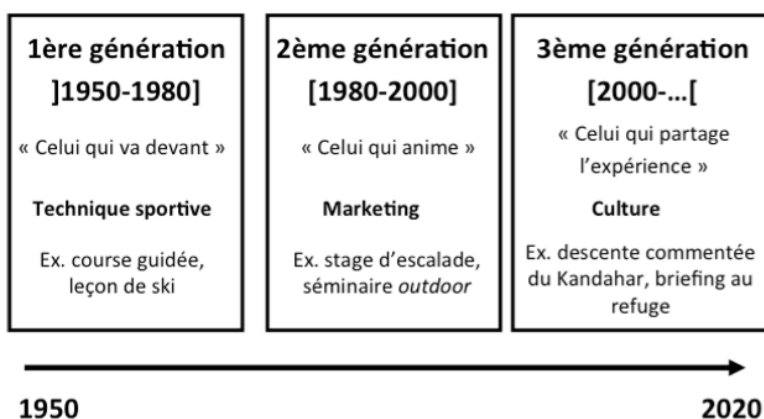 1ère génération
]1950-1980]
« Celui qui va devant »
Technique sportive
Ex. course guidée,
leçon de ski
2ème génération
[1980-2000]
« Celui qui anime »
Marketing
Ex. stage d’escalade,
séminaire outdoor
3ème génération
[2000-...[
« Celui qui partage
l’expérience »
Culture
Ex. descente commentée
du Kandahar, briefing au
refuge
1950
2020